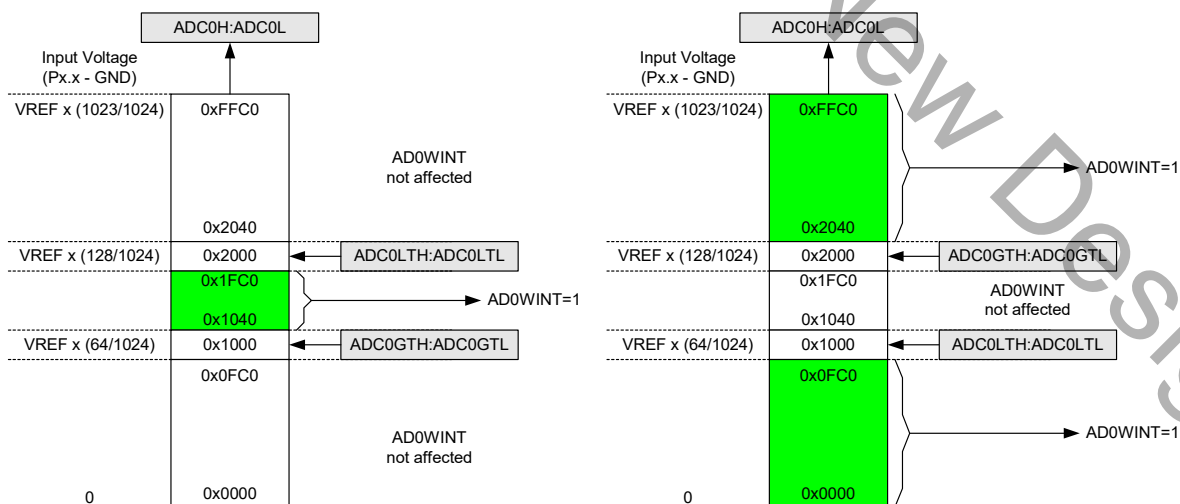 ADC0H:ADC0L
Input Voltage
(Px.x - GND)
VREF x (1023/1024)
0xFFC0
AD0WINT
not affected
0x2040
VREF x (128/1024)
0x2000
ADC0LTH:ADC0LTL
0x1FC0
AD0WINT=1
0x1040
VREF x (64/1024)
0x1000
ADC0GTH:ADC0GTL
0x0FC0
AD0WINT
not affected
0
0x0000
ADC0H:ADC0L
Input Voltage
(Px.x - GND)
VREF x (1023/1024)
0xFFC0
AD0WINT=1
0x2040
VREF x (128/1024)
0x2000
ADC0GTH:ADC0GTL
0x1FC0
AD0WINT
not affected
0x1040
VREF x (64/1024)
0x1000
ADC0LTH:ADC0LTL
0x0FC0
AD0WINT=1
0
0x0000
New